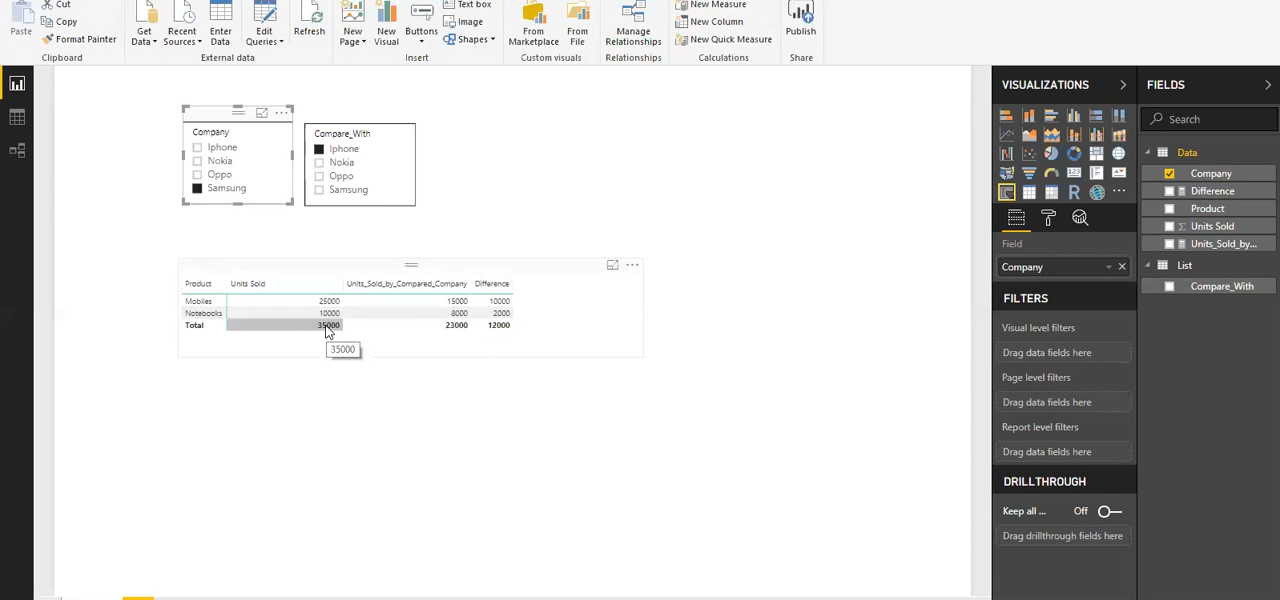 Cut
Copy
Paste
Format Painter
Clipboard
Get Data
Recent Sources
Enter Data
Edit Queries
Refresh
External data
New Page
New Visual
Buttons
Text box
Image
Shapes
Insert
From Marketplace
From File
Custom visuals
Manage Relationships
Relationships
New Measure
New Column
New Quick Measure
Calculations
Publish
Share
Company
Iphone
Nokia
Oppo
Samsung
Compare_With
Iphone
Nokia
Oppo
Samsung
Product Units Sold Units_Sold_by_Compared_Company Difference
Mobiles 25000 15000 10000
Notebooks 10000 8000 2000
Total 35000 23000 12000
35000
VISUALIZATIONS
R
Field
Company
FILTERS
Visual level filters
Drag data fields here
Page level filters
Drag data fields here
Report level filters
Drag data fields here
DRILLTHROUGH
Keep all ... Off
Drag drillthrough fields here
FIELDS
Search
Data
Company
Difference
Product
Σ Units Sold
Units_Sold_by...
List
Compare_With